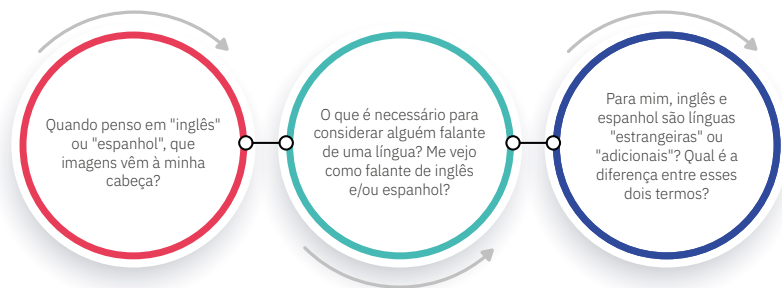 Quando penso em "inglês"
ou "espanhol", que
imagens vêm à minha
cabeça?
O que é necessário para
considerar alguém falante
de uma língua? Me vejo
como falante de inglês
e/ou espanhol?
Para mim, inglês e
espanhol são línguas
"estrangeiras" ou
"adicionais"? Qual é a
diferença entre esses
dois termos?